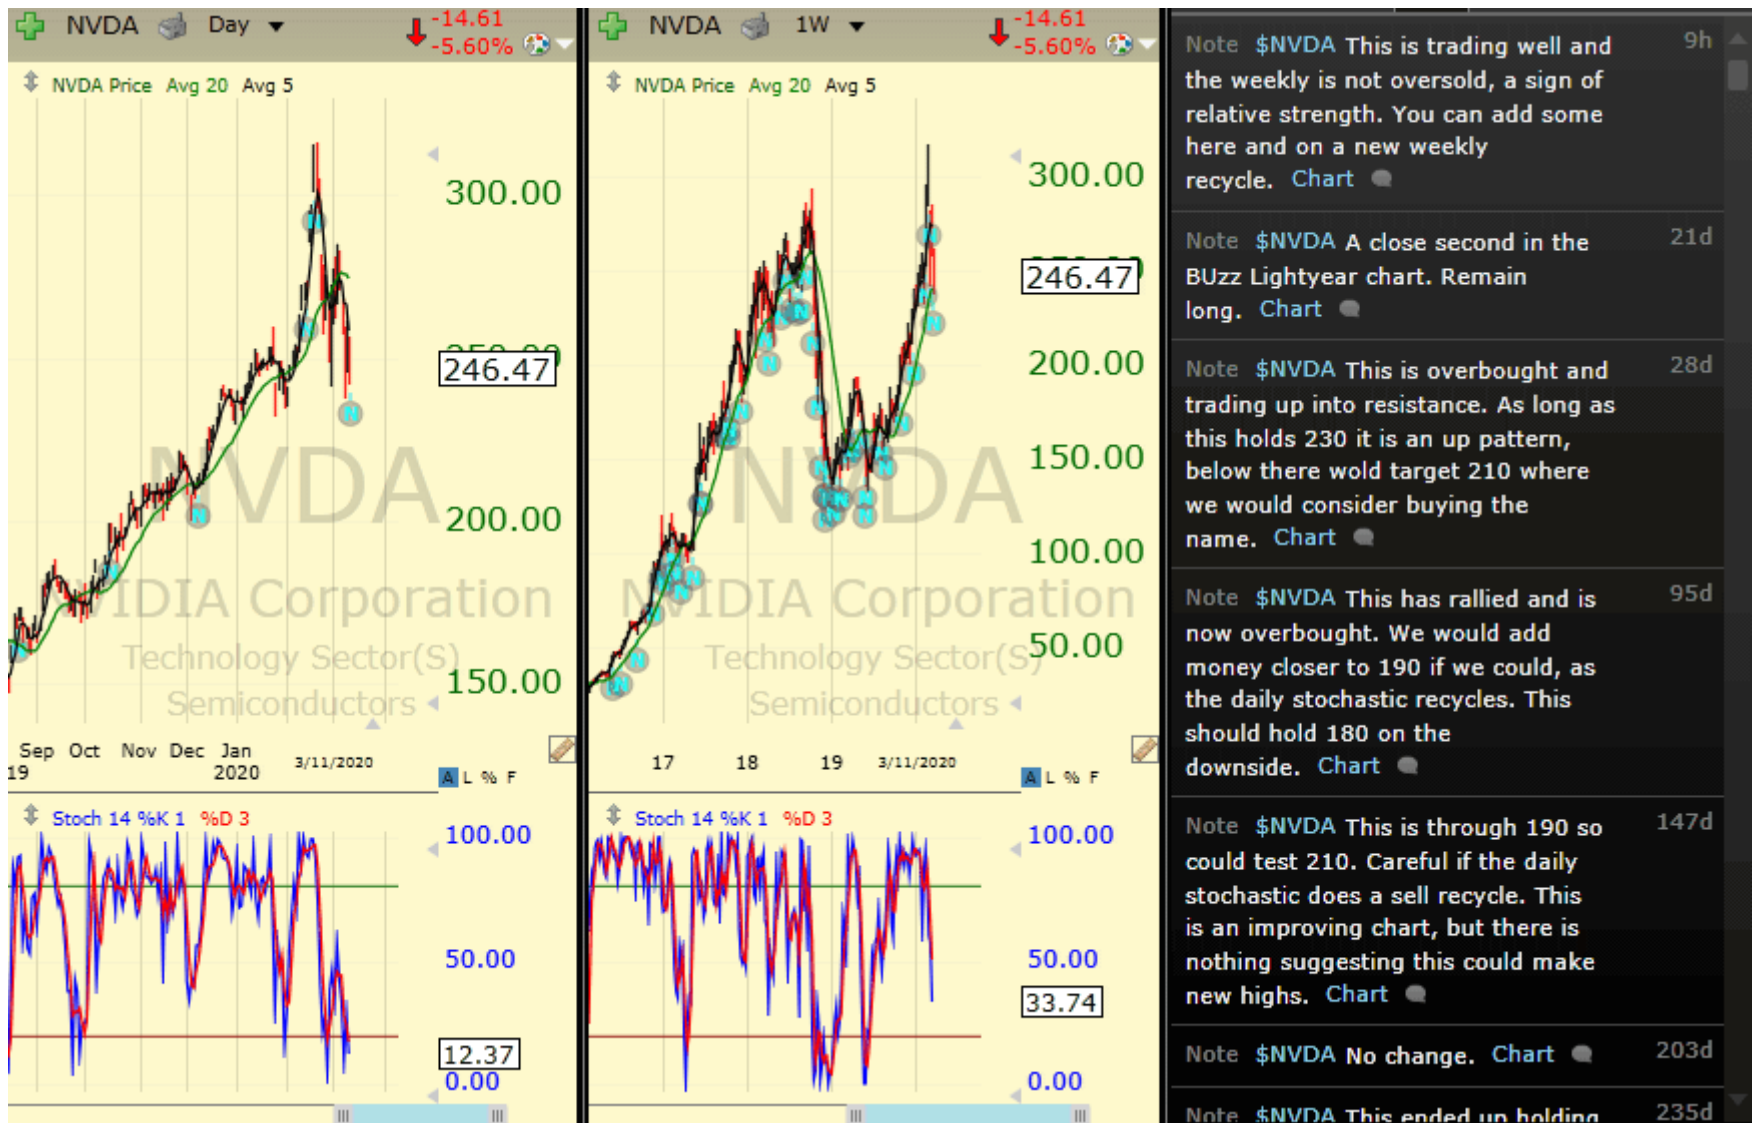 NVDA Day
-14.61
-5.60%
NVDA Price Avg 20 Avg 5
300.00
246.47
200.00
150.00
NVDA
NVIDIA Corporation
Technology Sector(S)
Semiconductors
Sep Oct Nov Dec Jan
19 2020 3/11/2020
A L % F
Stoch 14 %K 1 %D 3
100.00
50.00
12.37
0.00
NVDA 1W
-14.61
-5.60%
NVDA Price Avg 20 Avg 5
300.00
246.47
200.00
150.00
100.00
50.00
NVDA
NVIDIA Corporation
Technology Sector(S)
Semiconductors
17 18 19 3/11/2020
A L % F
Stoch 14 %K 1 %D 3
100.00
50.00
33.74
0.00
Note $NVDA This is trading well and 9h
the weekly is not oversold, a sign of
relative strength. You can add some
here and on a new weekly
recycle. Chart
Note $NVDA A close second in the 21d
BUzz Lightyear chart. Remain
long. Chart
Note $NVDA This is overbought and 28d
trading up into resistance. As long as
this holds 230 it is an up pattern,
below there wold target 210 where
we would consider buying the
name. Chart
Note $NVDA This has rallied and is 95d
now overbought. We would add
money closer to 190 if we could, as
the daily stochastic recycles. This
should hold 180 on the
downside. Chart
Note $NVDA This is through 190 so 147d
could test 210. Careful if the daily
stochastic does a sell recycle. This
is an improving chart, but there is
nothing suggesting this could make
new highs. Chart
Note $NVDA No change. Chart 203d
Note $NVDA This ended up holding 235d